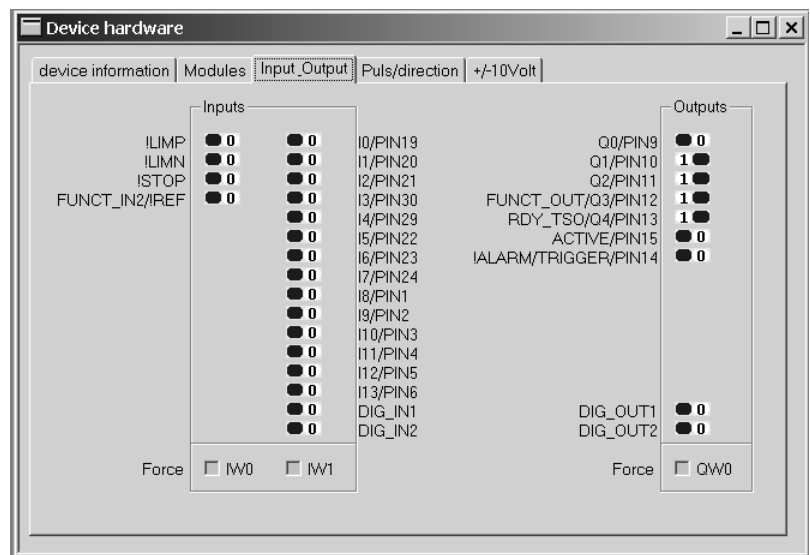 Device hardware
device information Modules Input_Output Puls/direction +/-10Volt
Inputs Outputs
!LIMP 0 0 I0/PIN19 Q0/PIN9 0
!LIMN 0 0 I1/PIN20 Q1/PIN10 1
!STOP 0 0 I2/PIN21 Q2/PIN11 1
FUNCT_IN2/!REF 0 0 I3/PIN30 FUNCT_OUT/Q3/PIN12 1
0 I4/PIN29 RDY_TSO/Q4/PIN13 1
0 I5/PIN22 ACTIVE/PIN15 0
0 I6/PIN23 !ALARM/TRIGGER/PIN14 0
0 I7/PIN24
0 I8/PIN1
0 I9/PIN2
0 I10/PIN3
0 I11/PIN4
0 I12/PIN5
0 I13/PIN6
0 DIG_IN1 DIG_OUT1 0
0 DIG_IN2 DIG_OUT2 0
Force IW0 IW1 Force QW0